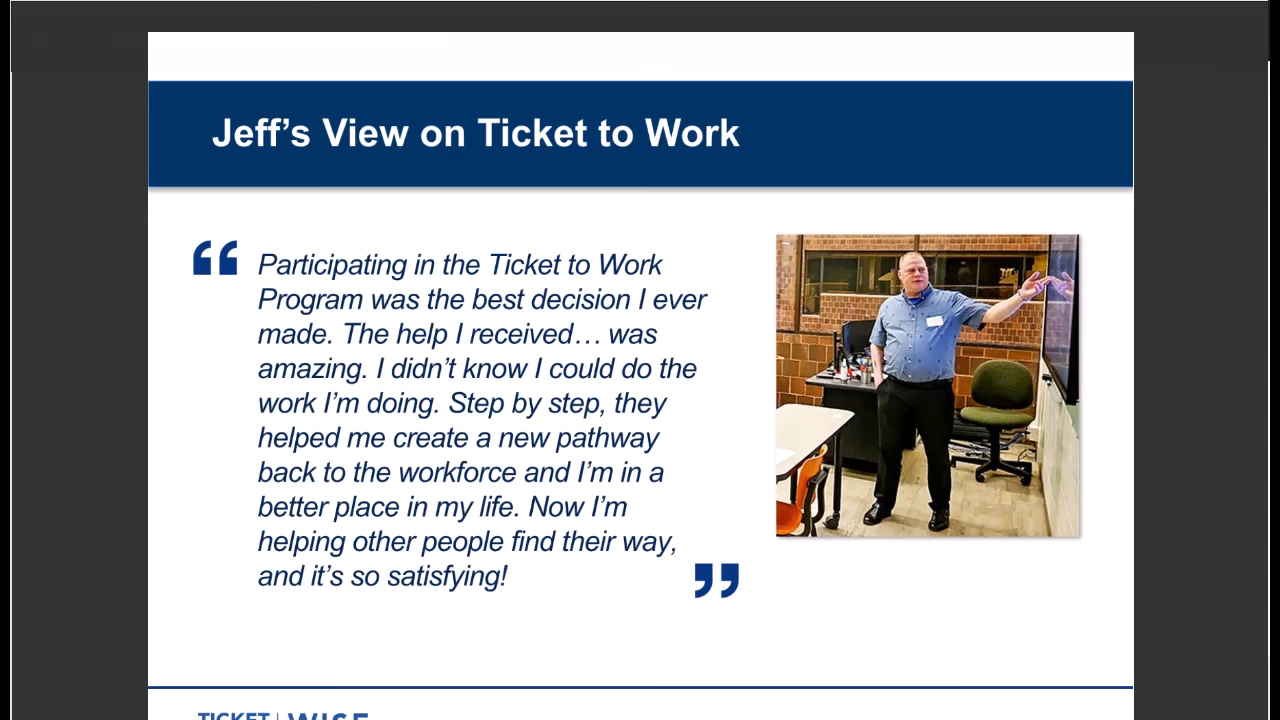 Jeff’s View on Ticket to Work
“ Participating in the Ticket to Work
Program was the best decision I ever
made. The help I received… was
amazing. I didn’t know I could do the
work I’m doing. Step by step, they
helped me create a new pathway
back to the workforce and I’m in a
better place in my life. Now I’m
helping other people find their way,
and it’s so satisfying! ”
TICKET | WISE